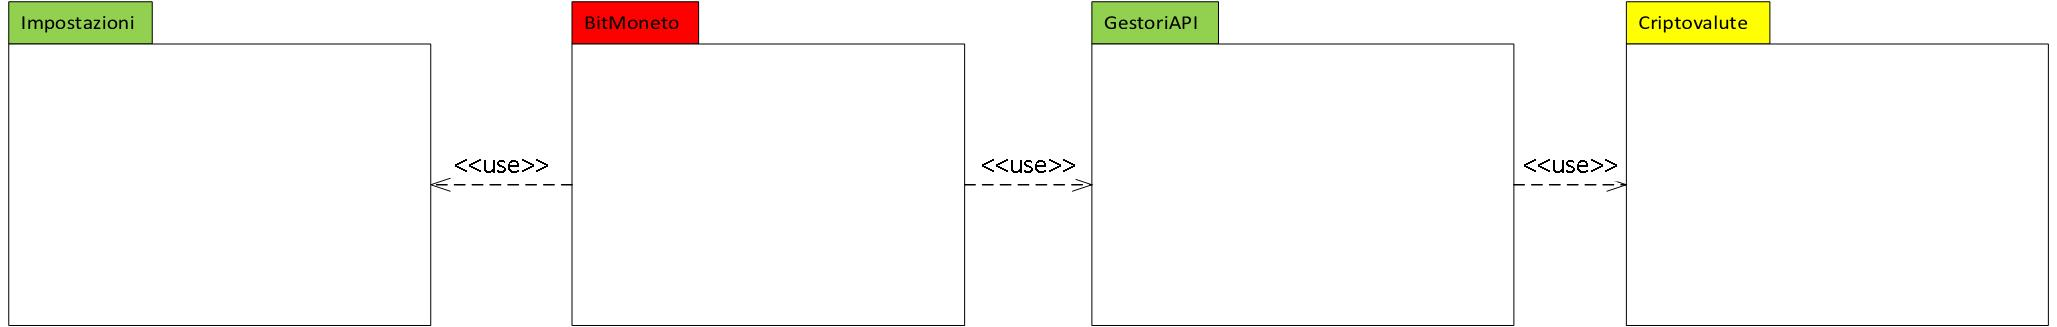 Impostazioni
BitMoneto
GestoriAPI
Criptovalute
<<use>>
<<use>>
<<use>>